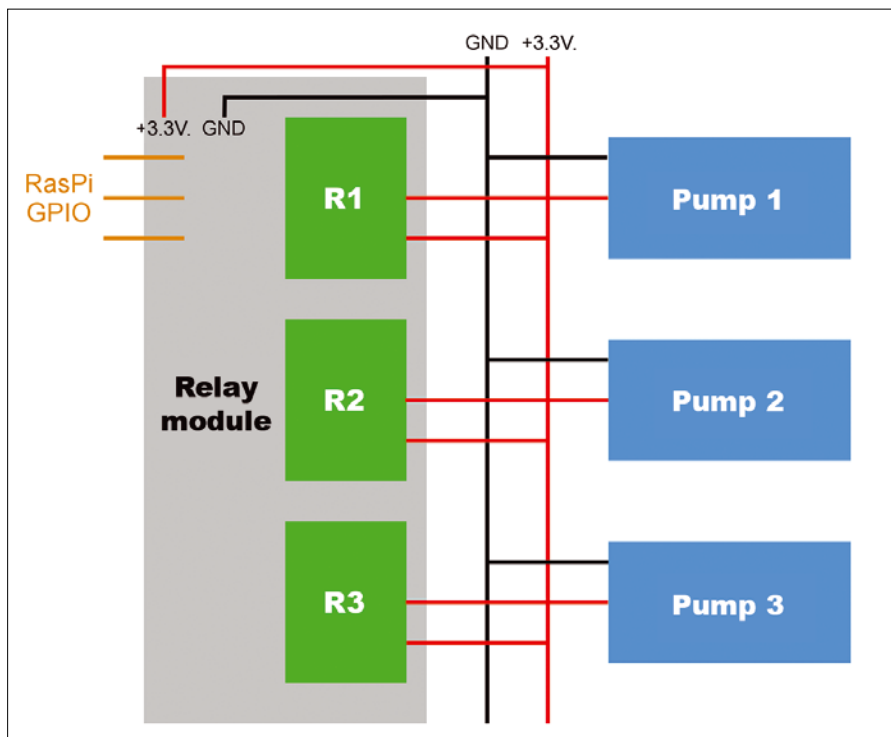 GND +3.3V.
+3.3V. GND
RasPi
GPIO
R1
Pump 1
Relay
module
R2
Pump 2
R3
Pump 3